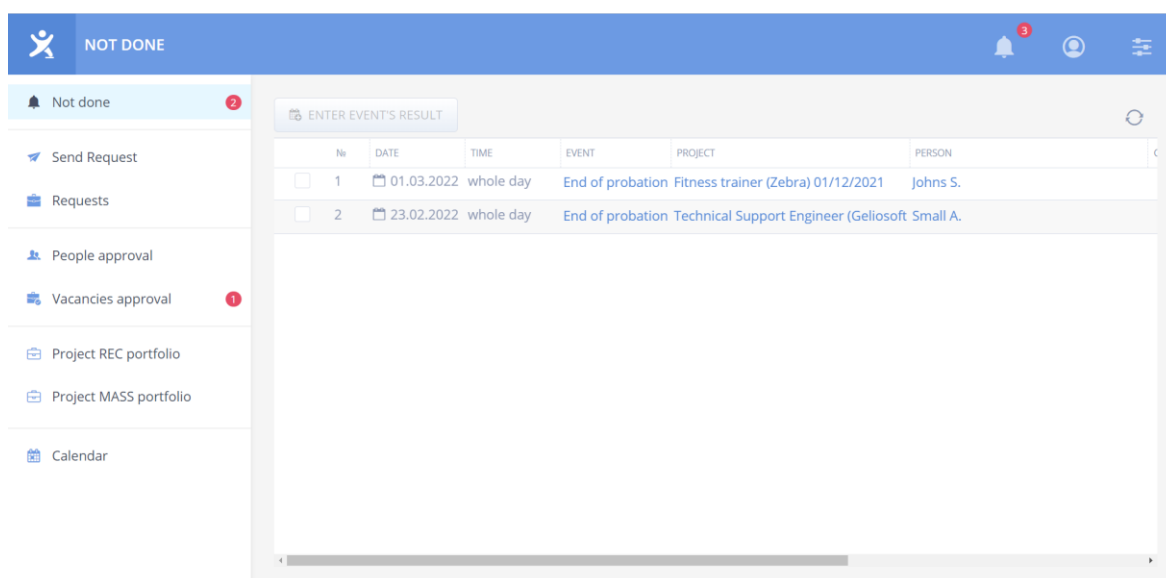 NOT DONE
3
Not done 2
Send Request
Requests
People approval
Vacancies approval 1
Project REC portfolio
Project MASS portfolio
Calendar
ENTER EVENT'S RESULT
№ DATE TIME EVENT PROJECT PERSON
1 01.03.2022 whole day End of probation Fitness trainer (Zebra) 01/12/2021 Johns S.
2 23.02.2022 whole day End of probation Technical Support Engineer (Geliosoft Small A.